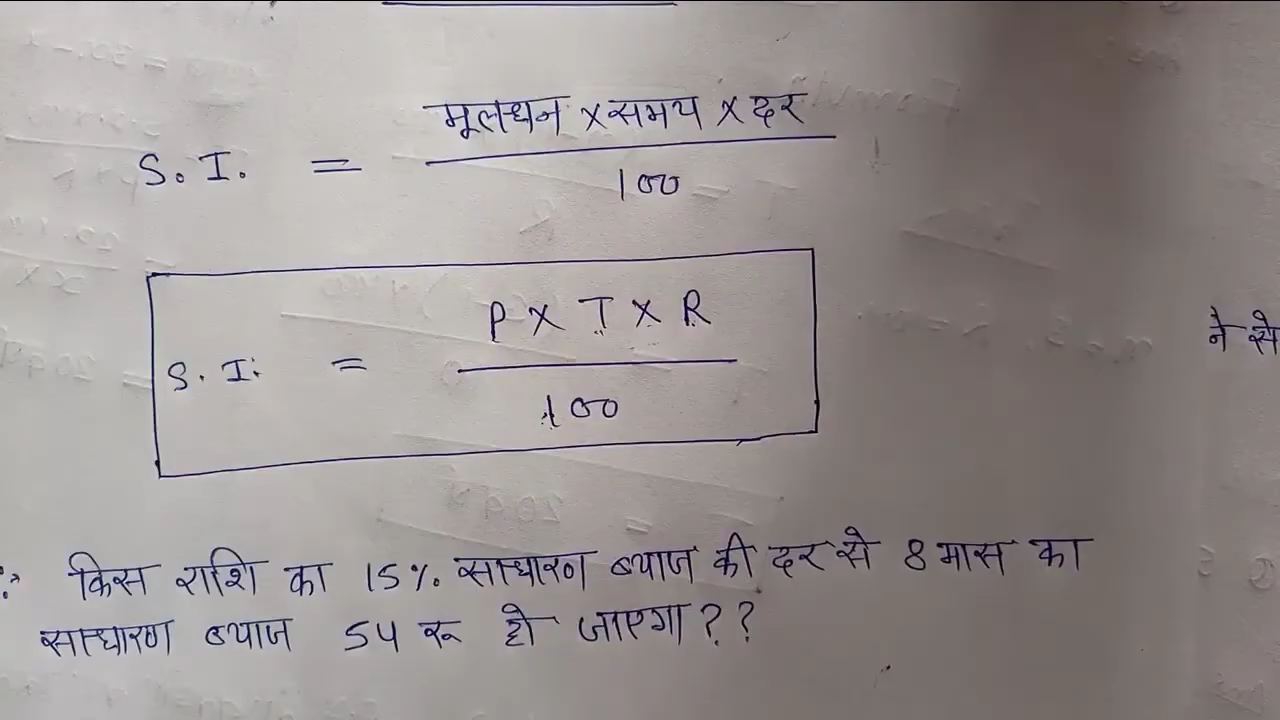 S. I. = मूलधन x समय x दर
100
S. I. = P x T x R
100
ने से
किस राशि का 15% साधारण ब्याज की दर से 8 मास का
साधारण ब्याज 54 रू हो जाएगा??